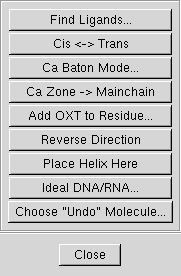 Find Ligands...
Cis <-> Trans
Ca Baton Mode...
Ca Zone -> Mainchain
Add OXT to Residue...
Reverse Direction
Place Helix Here
Ideal DNA/RNA...
Choose "Undo" Molecule...
Close